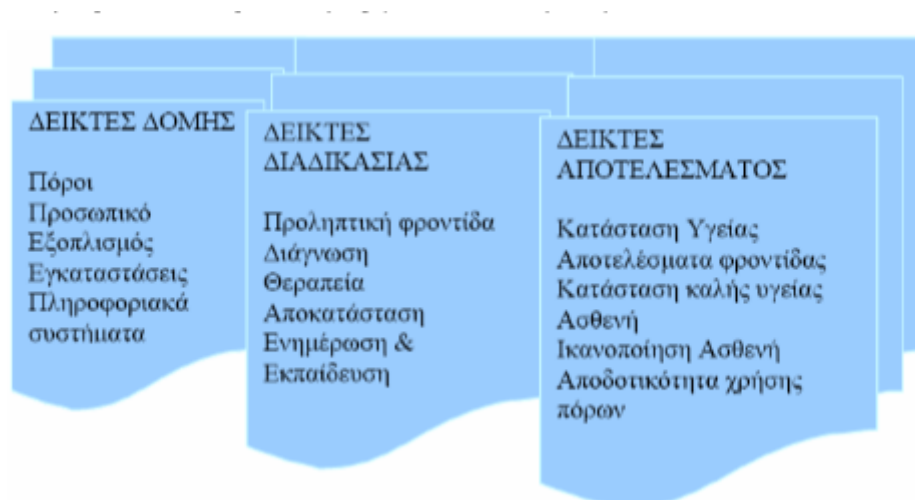 ΔΕΙΚΤΕΣ ΔΟΜΗΣ
Πόροι
Προσωπικό
Εξοπλισμός
Εγκαταστάσεις
Πληροφοριακά
συστήματα
ΔΕΙΚΤΕΣ
ΔΙΑΔΙΚΑΣΙΑΣ
Προληπτική φροντίδα
Διάγνωση
Θεραπεία
Αποκατάσταση
Ενημέρωση &
Εκπαίδευση
ΔΕΙΚΤΕΣ
ΑΠΟΤΕΛΕΣΜΑΤΟΣ
Κατάσταση Υγείας
Αποτελέσματα φροντίδας
Κατάσταση καλής υγείας
Ασθενή
Ικανοποίηση Ασθενή
Αποδοτικότητα χρήσης
πόρων